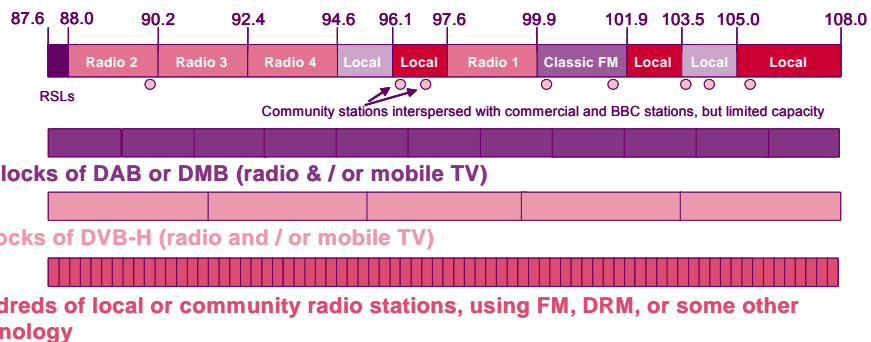 87.6 88.0 90.2 92.4 94.6 96.1 97.6 99.9 101.9 103.5 105.0 108.0
Radio 2 Radio 3 Radio 4 Local Local Radio 1 Classic FM Local Local Local
RSLs
Community stations interspersed with commercial and BBC stations, but limited capacity
locks of DAB or DMB (radio & / or mobile TV)
ocks of DVB-H (radio and / or mobile TV)
dreds of local or community radio stations, using FM, DRM, or some other
nology